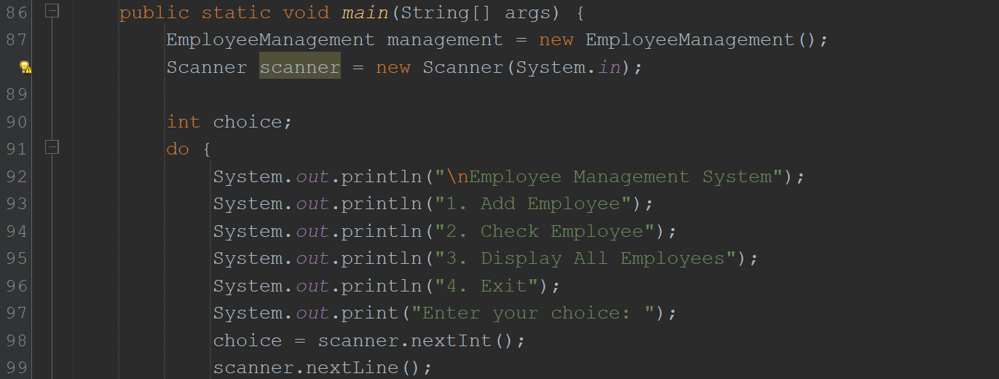 86 public static void main(String[] args) {
87 EmployeeManagement management = new EmployeeManagement();
Scanner scanner = new Scanner(System.in);
89
90 int choice;
91 do {
92 System.out.println("\nEmployee Management System");
93 System.out.println("1. Add Employee");
94 System.out.println("2. Check Employee");
95 System.out.println("3. Display All Employees");
96 System.out.println("4. Exit");
97 System.out.print("Enter your choice: ");
98 choice = scanner.nextInt();
99 scanner.nextLine();